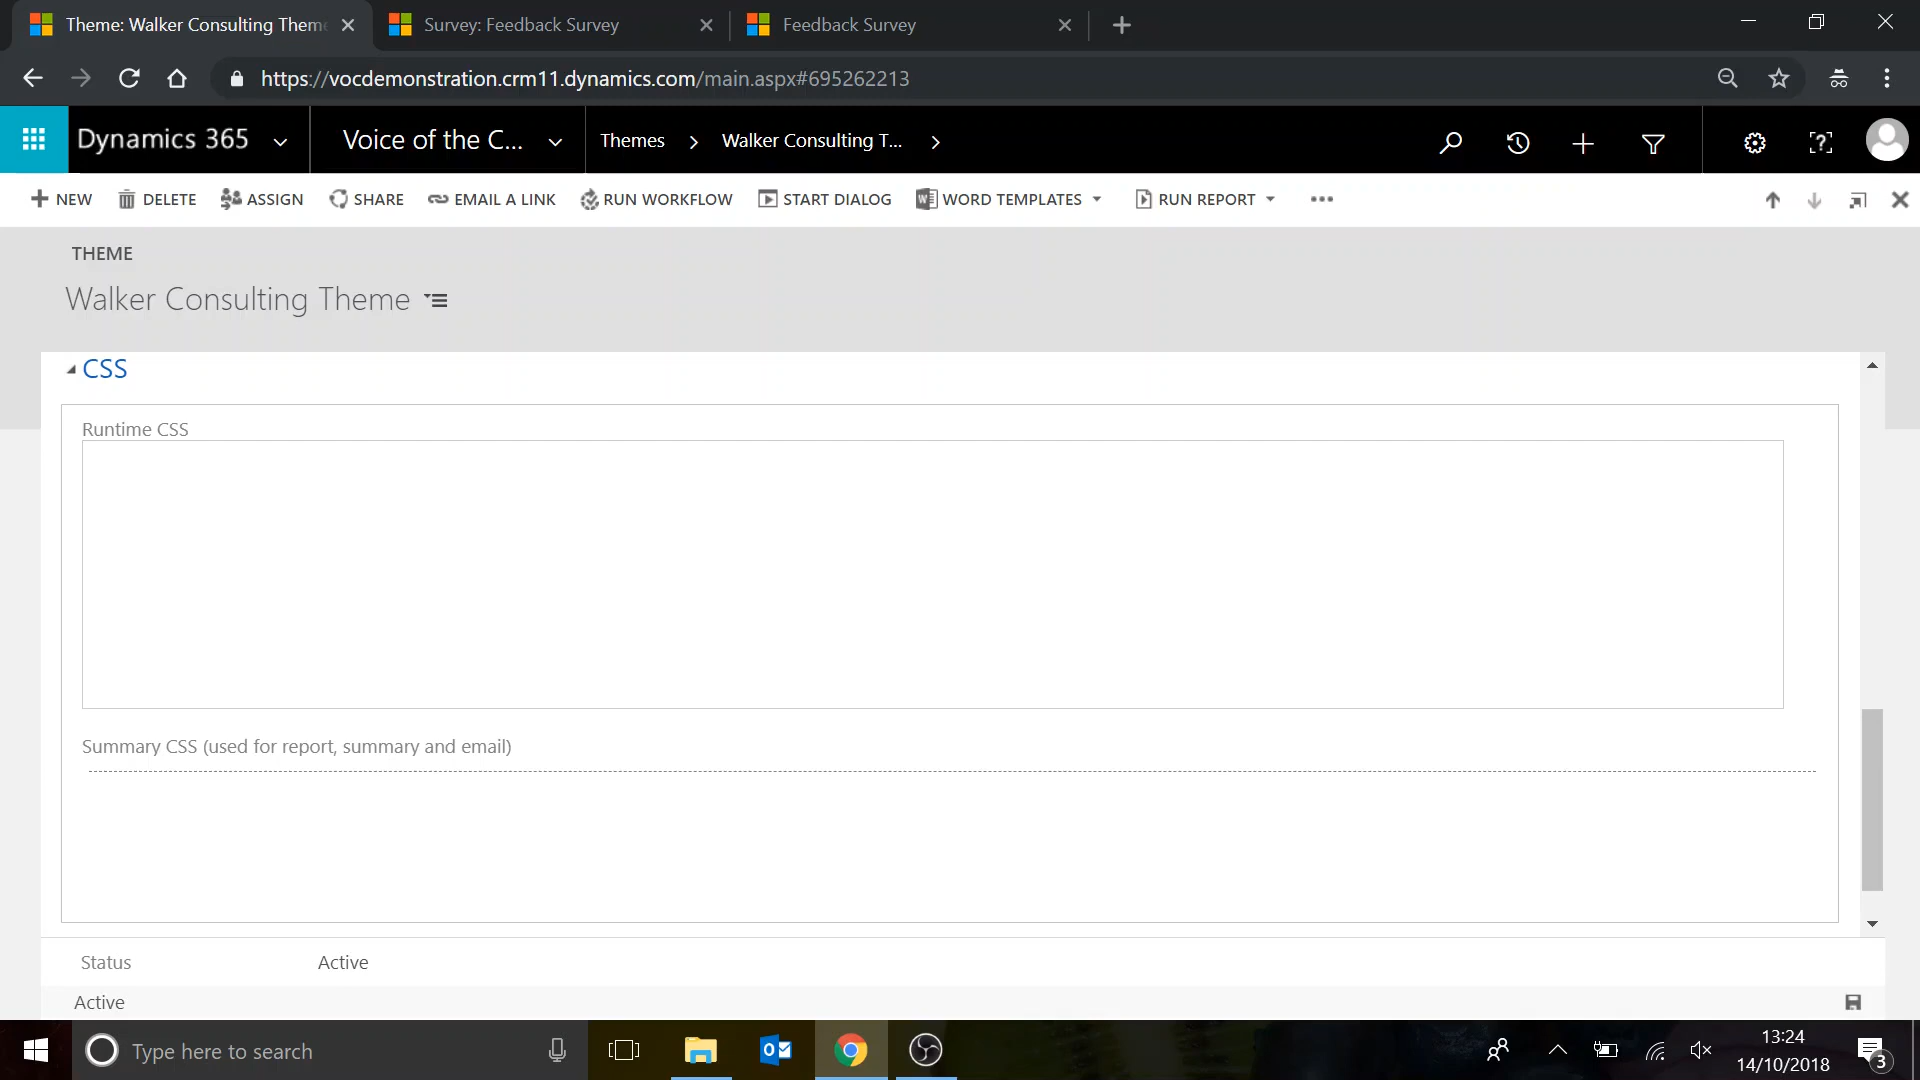 Theme: Walker Consulting Them
Survey: Feedback Survey
Feedback Survey
https://vocdemonstration.crm11.dynamics.com/main.aspx#695262213
Dynamics 365
Voice of the C...
Themes
Walker Consulting T...
NEW
DELETE
ASSIGN
SHARE
EMAIL A LINK
RUN WORKFLOW
START DIALOG
WORD TEMPLATES
RUN REPORT
THEME
Walker Consulting Theme
CSS
Runtime CSS
Summary CSS (used for report, summary and email)
Status
Active
Active
Type here to search
13:24
14/10/2018
3